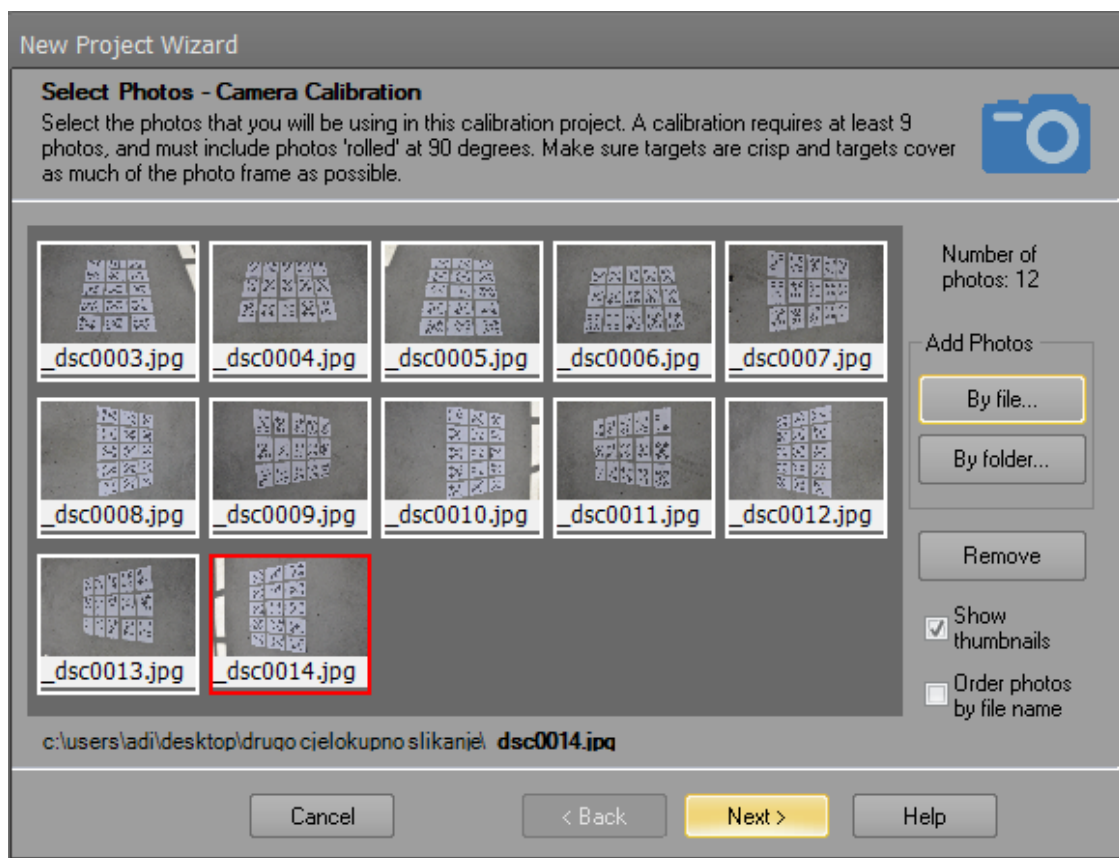 New Project Wizard
Select Photos - Camera Calibration
Select the photos that you will be using in this calibration project. A calibration requires at least 9
photos, and must include photos 'rolled' at 90 degrees. Make sure targets are crisp and targets cover
as much of the photo frame as possible.
_dsc0003.jpg _dsc0004.jpg _dsc0005.jpg _dsc0006.jpg _dsc0007.jpg
_dsc0008.jpg _dsc0009.jpg _dsc0010.jpg _dsc0011.jpg _dsc0012.jpg
_dsc0013.jpg _dsc0014.jpg
Number of
photos: 12
Add Photos
By file...
By folder...
Remove
Show
thumbnails
Order photos
by file name
c:\users\adi\desktop\drugo cjelokupno slikanje\_dsc0014.jpg
Cancel < Back Next > Help